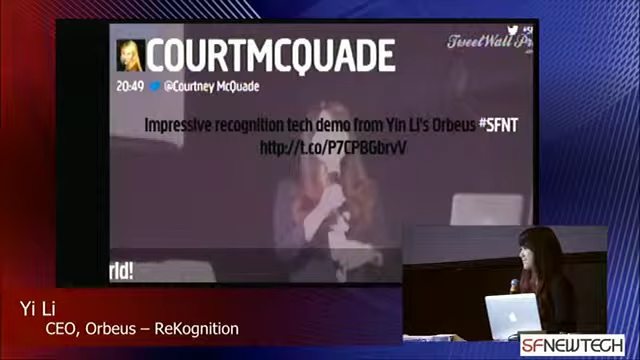 TweetWall Pr
COURTMCQUADE
20:49 @Courtney McQuade
Impressive recognition tech demo from Yin Li's Orbeus #SFNT
http://t.co/P7CPBGbrvV
rld!
Yi Li
CEO, Orbeus – ReKognition
SFNEWTECH